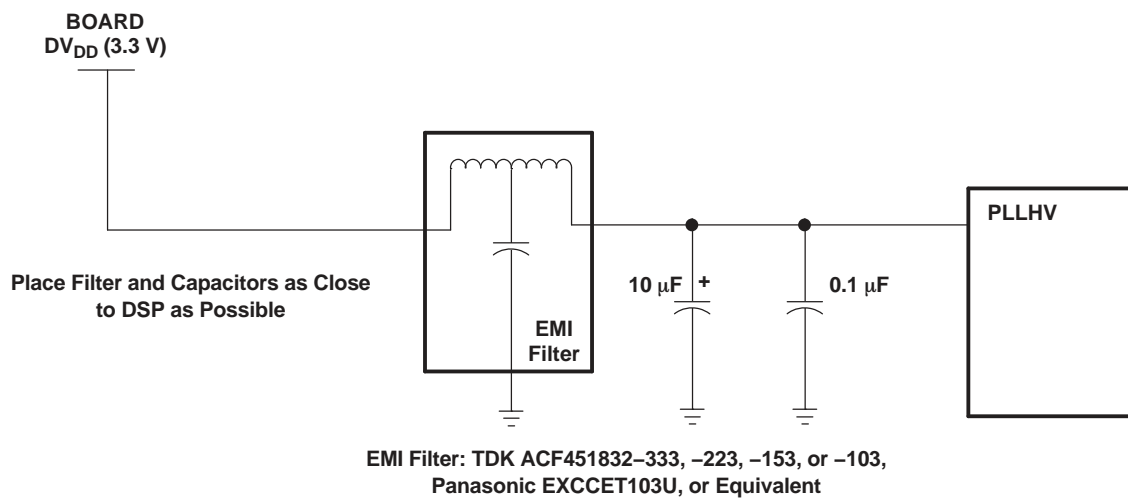 BOARD
DVDD (3.3 V)
PLLHV
Place Filter and Capacitors as Close
to DSP as Possible
10 μF +
0.1 μF
EMI
Filter
EMI Filter: TDK ACF451832–333, –223, –153, or –103,
Panasonic EXCCET103U, or Equivalent